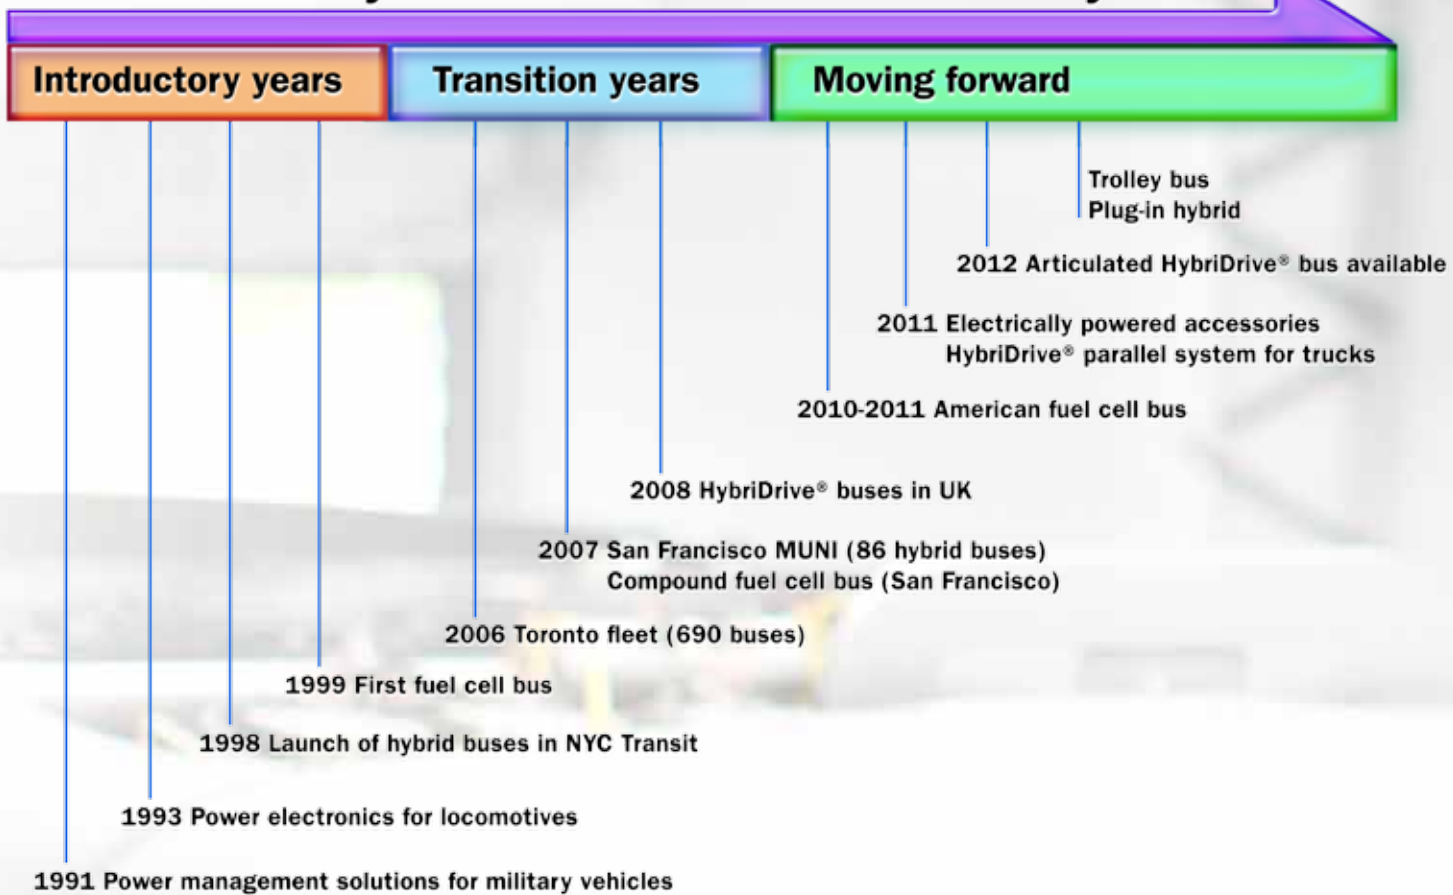 Introductory years
Transition years
Moving forward
Trolley bus
Plug-in hybrid
2012 Articulated HybriDrive® bus available
2011 Electrically powered accessories
HybriDrive® parallel system for trucks
2010-2011 American fuel cell bus
2008 HybriDrive® buses in UK
2007 San Francisco MUNI (86 hybrid buses)
Compound fuel cell bus (San Francisco)
2006 Toronto fleet (690 buses)
1999 First fuel cell bus
1998 Launch of hybrid buses in NYC Transit
1993 Power electronics for locomotives
1991 Power management solutions for military vehicles